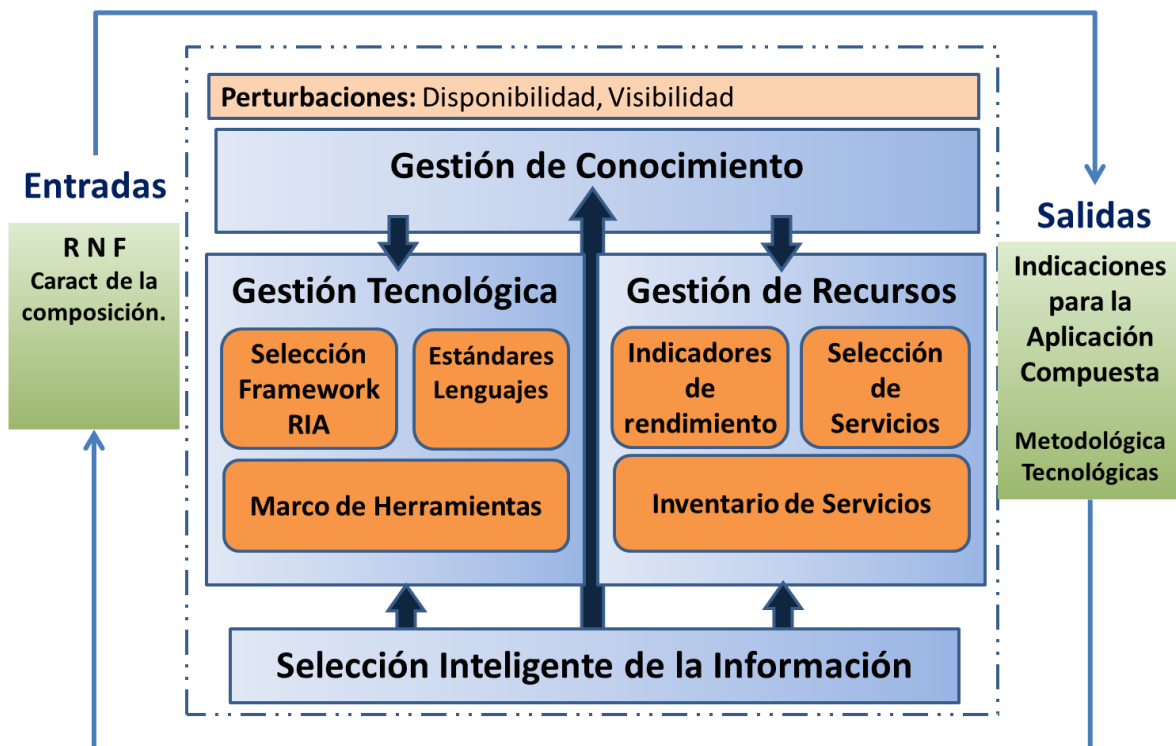 Perturbaciones: Disponibilidad, Visibilidad
Gestión de Conocimiento
Entradas
R N F
Caract de la
composición.
Gestión Tecnológica
Selección
Framework
RIA
Estándares
Lenguajes
Marco de Herramientas
Gestión de Recursos
Indicadores
de
rendimiento
Selección
de
Servicios
Inventario de Servicios
Selección Inteligente de la Información
Salidas
Indicaciones
para la
Aplicación
Compuesta
Metodológica
Tecnológicas